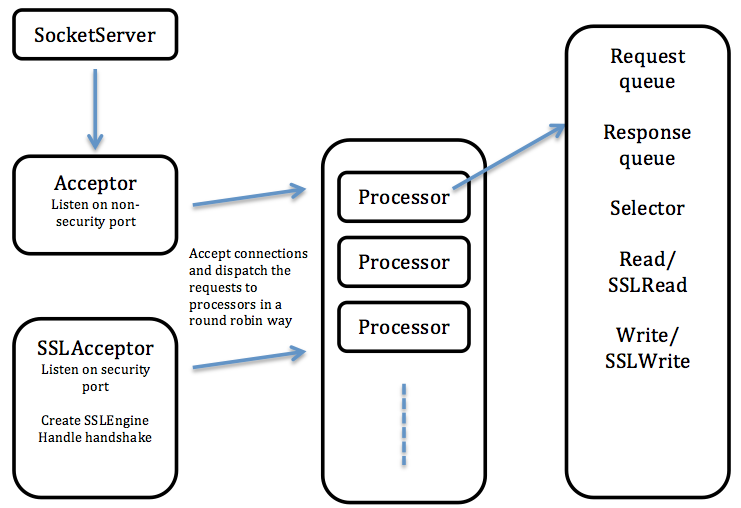 SocketServer
Acceptor
Listen on non-
security port
Accept connections
and dispatch the
requests to
processors in a
round robin way
SSLAcceptor
Listen on security
port
Create SSLEngine
Handle handshake
Processor
Processor
Processor
Request
queue
Response
queue
Selector
Read/
SSLRead
Write/
SSLWrite